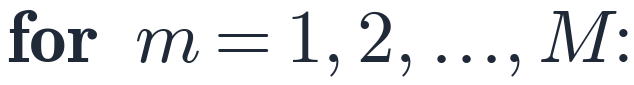 for m = 1, 2, ..., M: